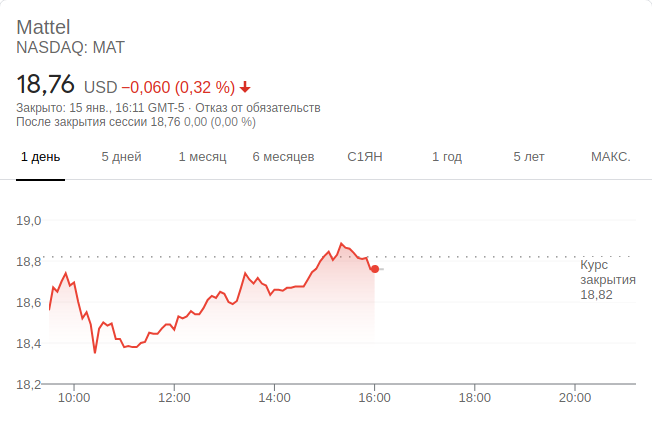 Mattel
NASDAQ: MAT
18,76 USD −0,060 (0,32 %)
Закрыто: 15 янв., 16:11 GMT-5 · Отказ от обязательств
После закрытия сессии 18,76 0,00 (0,00 %)
1 день 5 дней 1 месяц 6 месяцев С1ЯН 1 год 5 лет МАКС.
19,0
18,8
Курс
закрытия
18,82
18,6
18,4
18,2
10:00 12:00 14:00 16:00 18:00 20:00